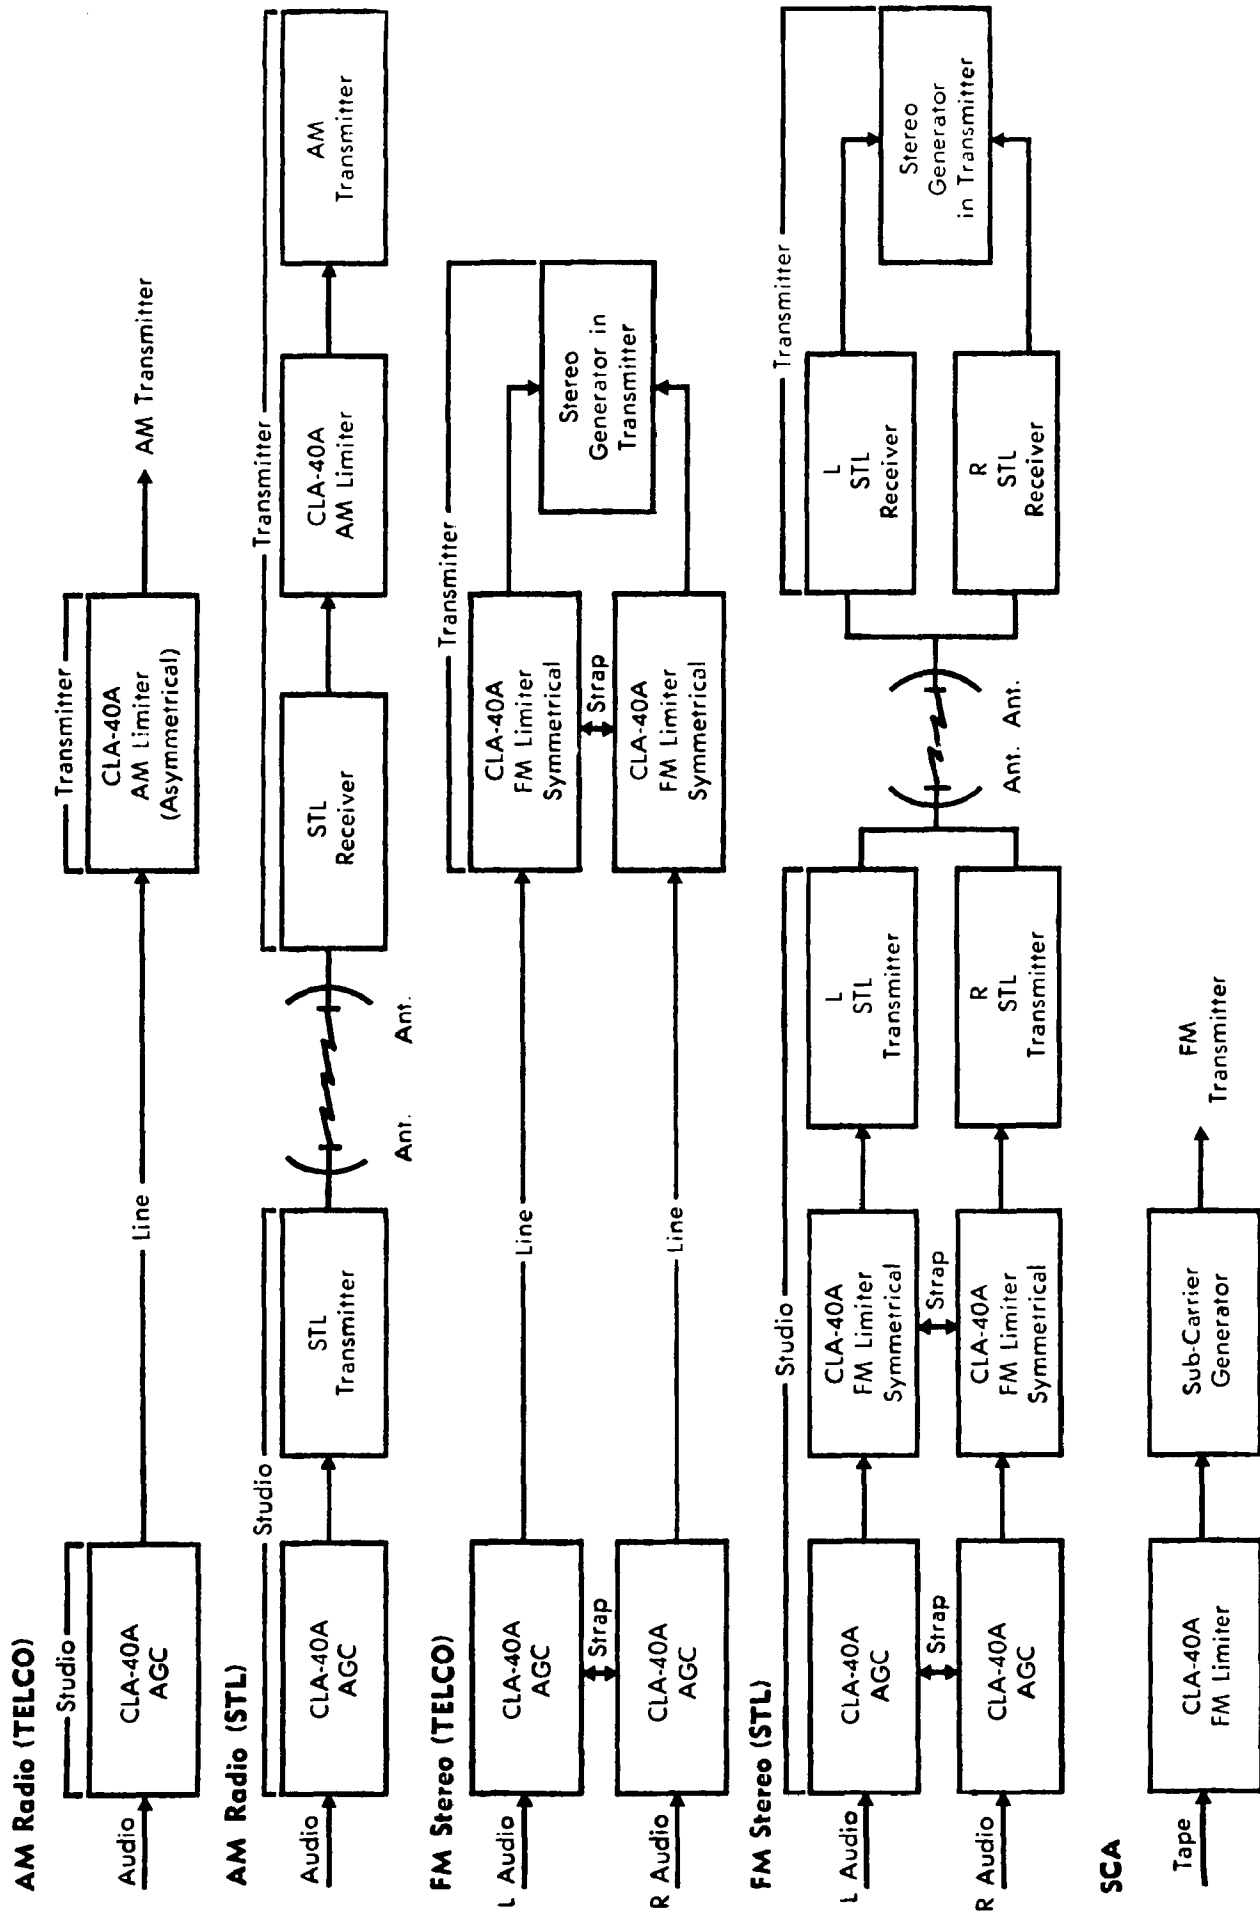 AM Radio (TELCO)
Studio
Transmitter
Audio
CLA-40A
AGC
Line
CLA-40A
AM Limiter
(Asymmetrical)
AM Transmitter
AM Radio (STL)
Studio
Transmitter
Audio
CLA-40A
AGC
STL
Transmitter
Ant.
Ant.
STL
Receiver
CLA-40A
AM Limiter
AM
Transmitter
FM Stereo (TELCO)
Transmitter
L Audio
CLA-40A
AGC
Line
CLA-40A
FM Limiter
Symmetrical
Strap
Strap
Stereo
Generator in
Transmitter
R Audio
CLA-40A
AGC
Line
CLA-40A
FM Limiter
Symmetrical
FM Stereo (STL)
Studio
Transmitter
L Audio
CLA-40A
AGC
CLA-40A
FM Limiter
Symmetrical
L
STL
Transmitter
L
STL
Receiver
Strap
Strap
Ant.
Ant.
Stereo
Generator
in Transmitter
R Audio
CLA-40A
AGC
CLA-40A
FM Limiter
Symmetrical
R
STL
Transmitter
R
STL
Receiver
SCA
Tape
CLA-40A
FM Limiter
Sub-Carrier
Generator
FM
Transmitter